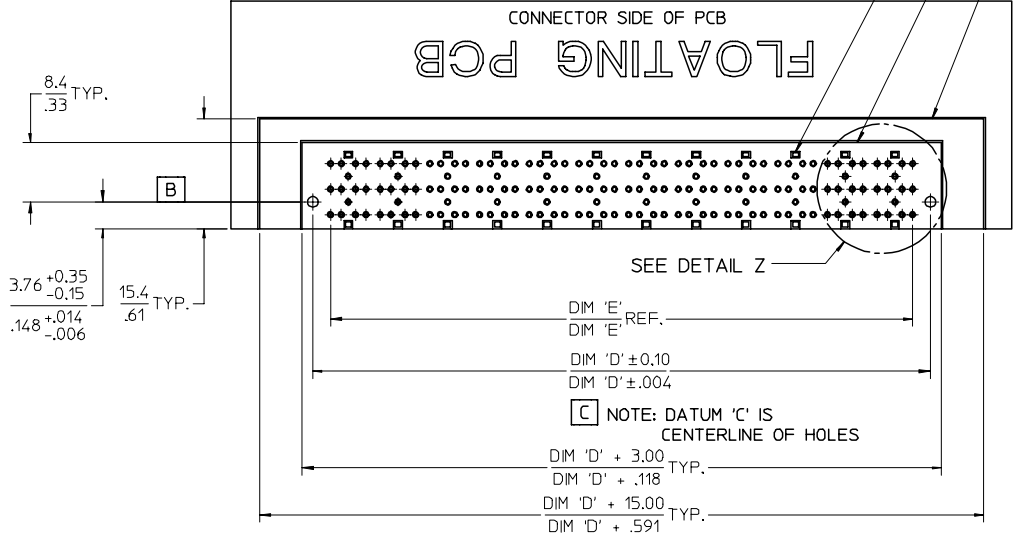 CONNECTOR SIDE OF PCB
FLOATING PCB
8.4
.33 TYP.
B
3.76 +0.35
-0.15
.148 +.014
-.006
15.4
.61 TYP.
SEE DETAIL Z
DIM 'E'
DIM 'E' REF.
DIM 'D' ±0.10
DIM 'D' ±.004
C NOTE: DATUM 'C' IS
CENTERLINE OF HOLES
DIM 'D' + 3.00
DIM 'D' + .118 TYP.
DIM 'D' + 15.00
DIM 'D' + .591 TYP.